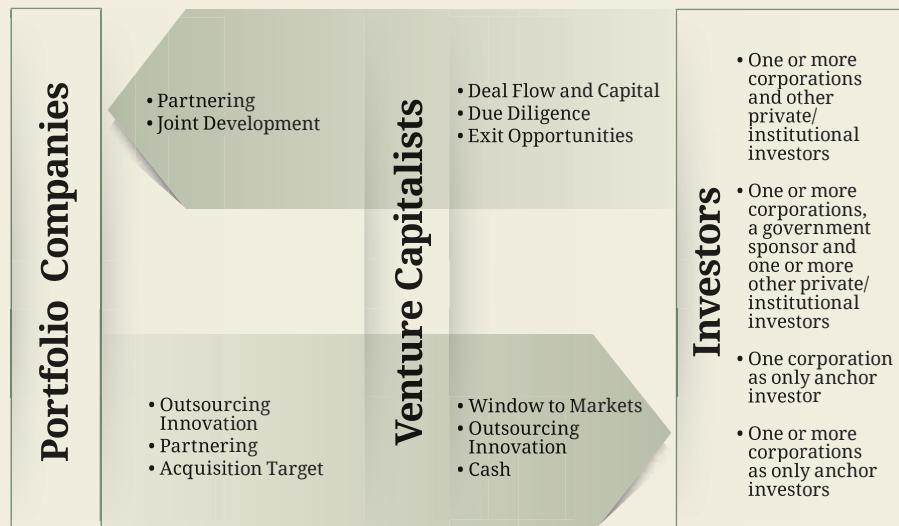 Portfolio Companies
• Partnering
• Joint Development
• Outsourcing
Innovation
• Partnering
• Acquisition Target
Venture Capitalists
• Deal Flow and Capital
• Due Diligence
• Exit Opportunities
• Window to Markets
• Outsourcing
Innovation
• Cash
Investors
• One or more
corporations
and other
private/
institutional
investors
• One or more
corporations,
a government
sponsor and
one or more
other private/
institutional
investors
• One corporation
as only anchor
investor
• One or more
corporations
as only anchor
investors